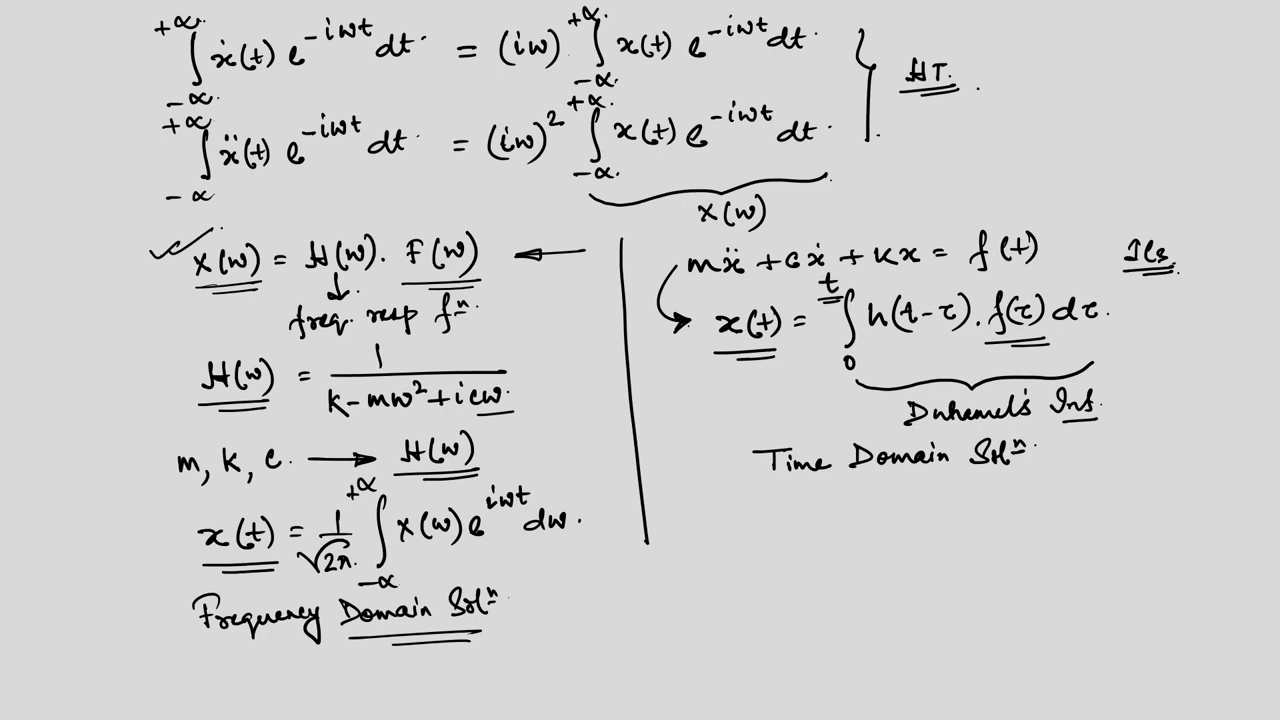 ∫_{-∝}^{+∝} ẋ(t) e^{-iωt} dt = (iω) ∫_{-∝}^{+∝} x(t) e^{-iωt} dt.
HT.
∫_{-∝}^{+∝} ẍ(t) e^{-iωt} dt = (iω)² ∫_{-∝}^{+∝} x(t) e^{-iωt} dt.
X(ω)
X(ω) = H(ω). F(ω) ←
↓
freq. resp fⁿ.
H(ω) = 1 / (k - mω² + icω)
m, k, c. → H(ω)
x(t) = 1/√2π ∫_{-∝}^{+∝} X(ω) e^{iωt} dω.
Frequency Domain Solⁿ
mẍ + cẋ + kx = f(t) ICs
x(t) = ∫_0^t h(t-τ). f(τ) dτ.
Duhamel's Int.
Time Domain Solⁿ.